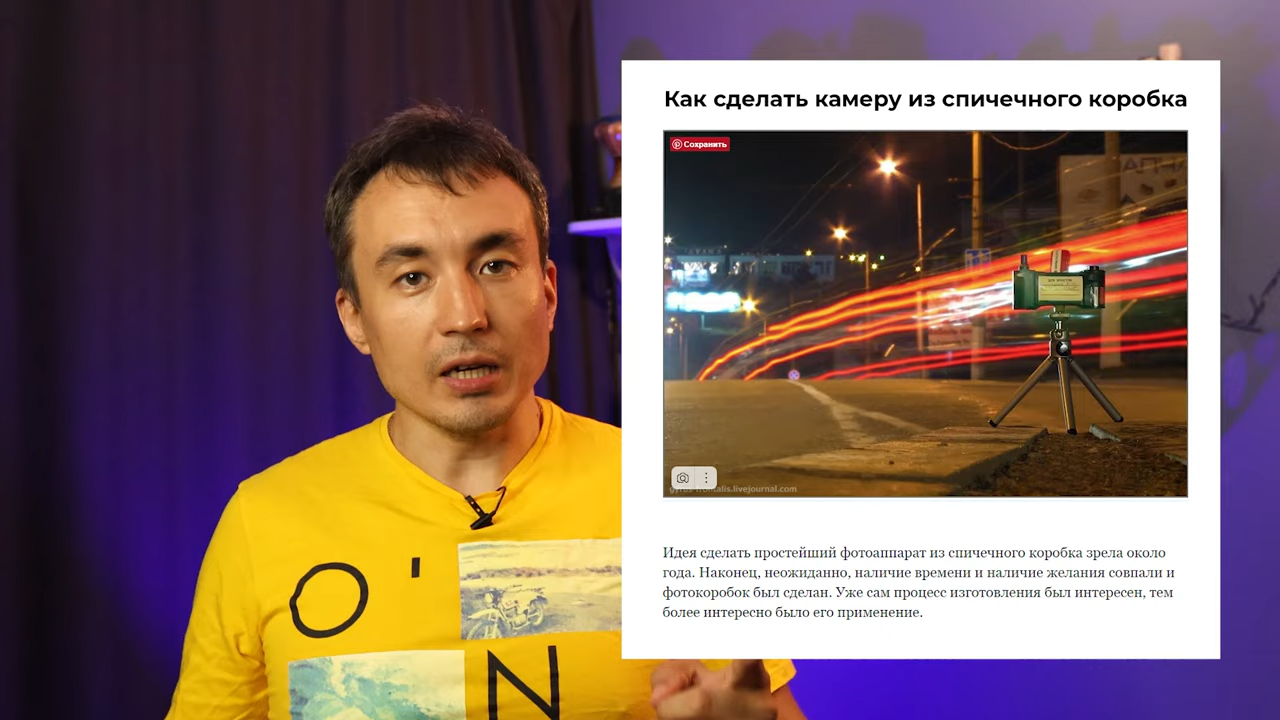 Как сделать камеру из спичечного коробка
Сохранить
Идея сделать простейший фотоаппарат из спичечного коробка зрела около
года. Наконец, неожиданно, наличие времени и наличие желания совпали и
фотокоробок был сделан. Уже сам процесс изготовления был интересен, тем
более интересно было его применение.
O'
N